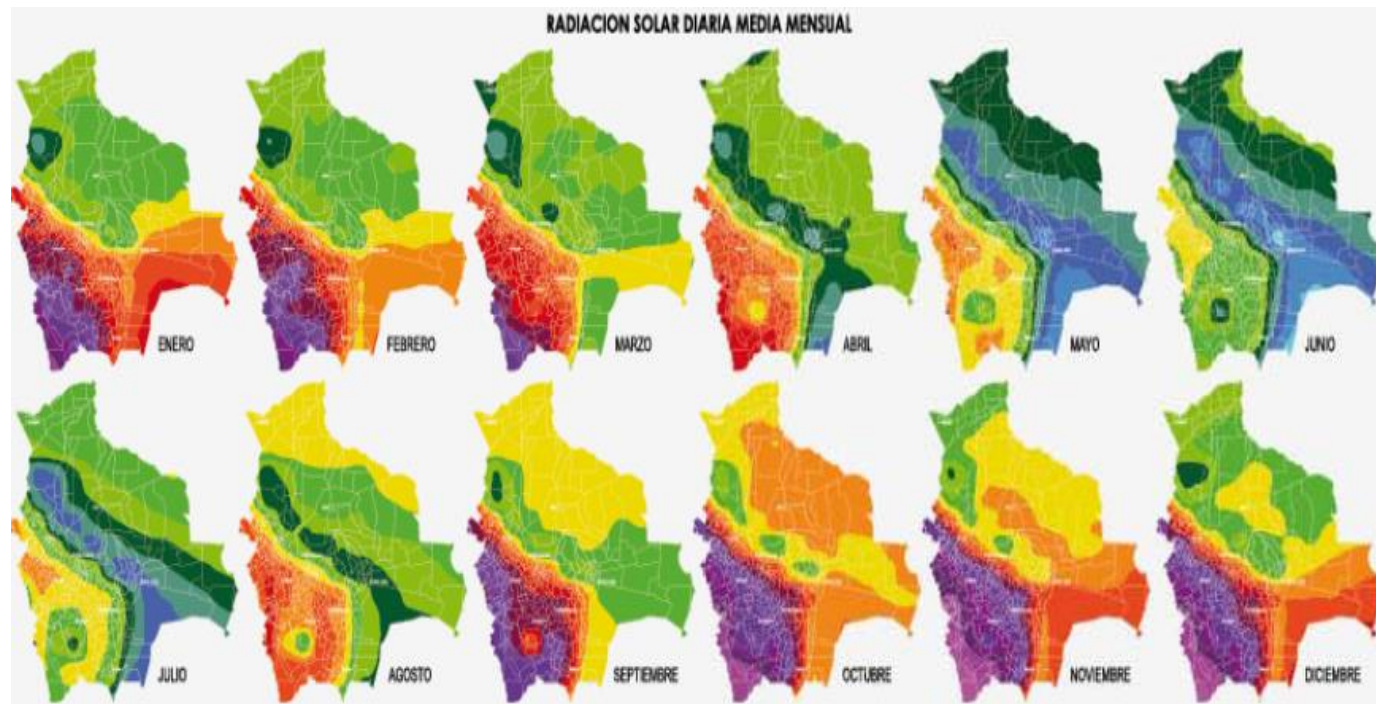 RADIACION SOLAR DIARIA MEDIA MENSUAL
ENERO
FEBRERO
MARZO
ABRIL
MAYO
JUNIO
JULIO
AGOSTO
SEPTIEMBRE
OCTUBRE
NOVIEMBRE
DICIEMBRE